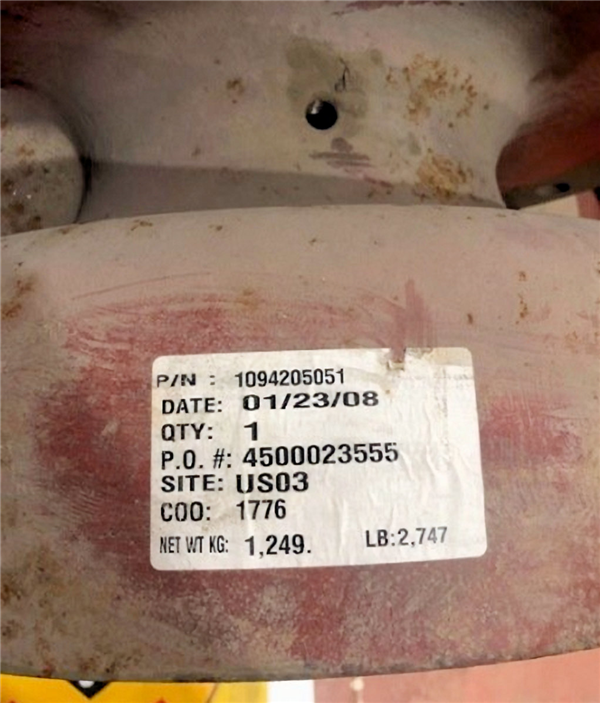 P/N : 1094205051
DATE: 01/23/08
QTY: 1
P.O. #: 4500023555
SITE: US03
COO: 1776
NET WT KG: 1,249. LB:2,747